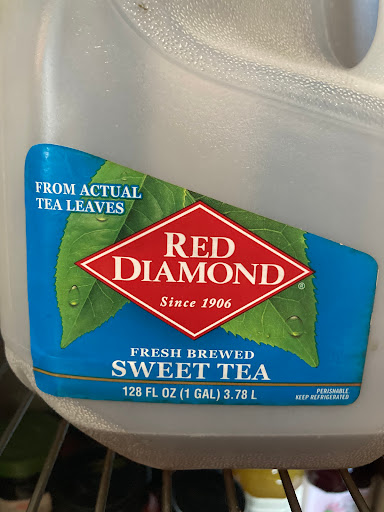 FROM ACTUAL
TEA LEAVES
RED
DIAMOND
®
Since 1906
FRESH BREWED
SWEET TEA
128 FL OZ (1 GAL) 3.78 L
PERISHABLE
KEEP REFRIGERATED